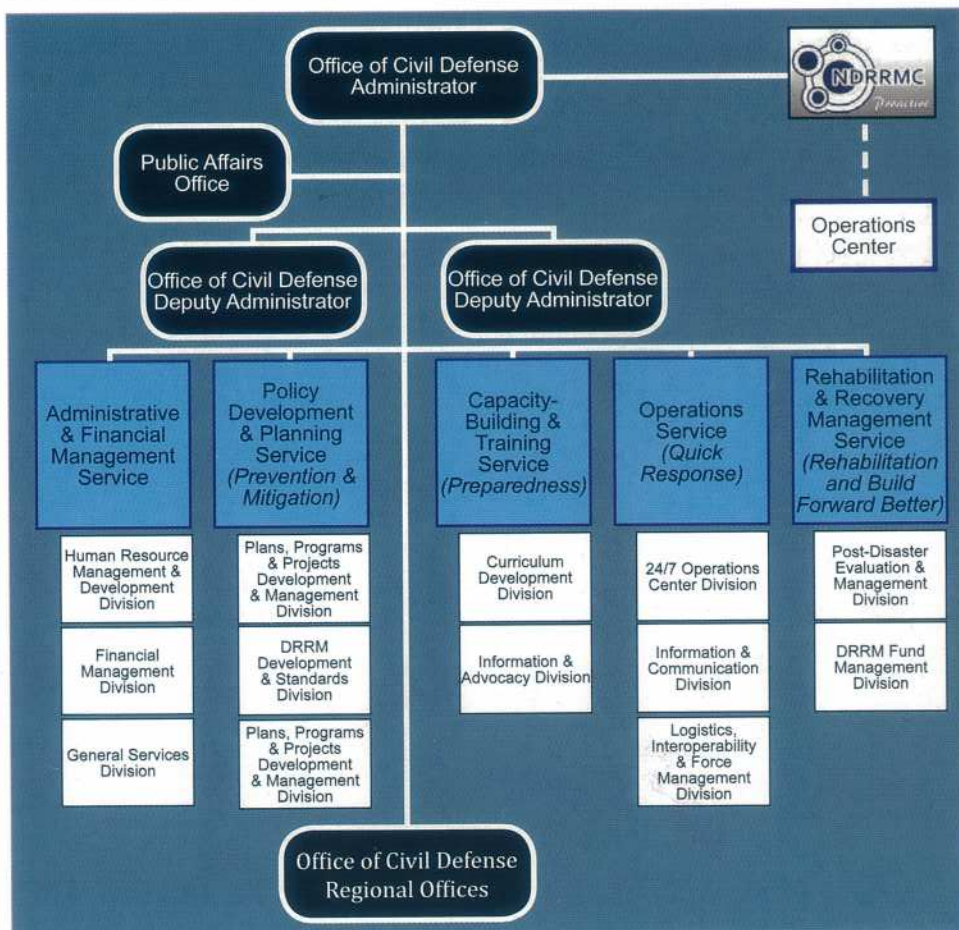 Office of Civil Defense
Administrator
NDRRMC
Proactive
Public Affairs
Office
Operations
Center
Office of Civil Defense
Deputy Administrator
Office of Civil Defense
Deputy Administrator
Administrative
& Financial
Management
Service
Policy
Development
& Planning
Service
(Prevention &
Mitigation)
Capacity-
Building &
Training
Service
(Preparedness)
Operations
Service
(Quick
Response)
Rehabilitation
& Recovery
Management
Service
(Rehabilitation
and Build
Forward Better)
Human Resource
Management &
Development
Division
Plans, Programs
& Projects
Development
& Management
Division
Curriculum
Development
Division
24/7 Operations
Center Division
Post-Disaster
Evaluation &
Management
Division
Financial
Management
Division
DRRM
Development
& Standards
Division
Information &
Advocacy Division
Information &
Communication
Division
DRRM Fund
Management
Division
General Services
Division
Plans, Programs
& Projects
Development
& Management
Division
Logistics,
Interoperability
& Force
Management
Division
Office of Civil Defense
Regional Offices